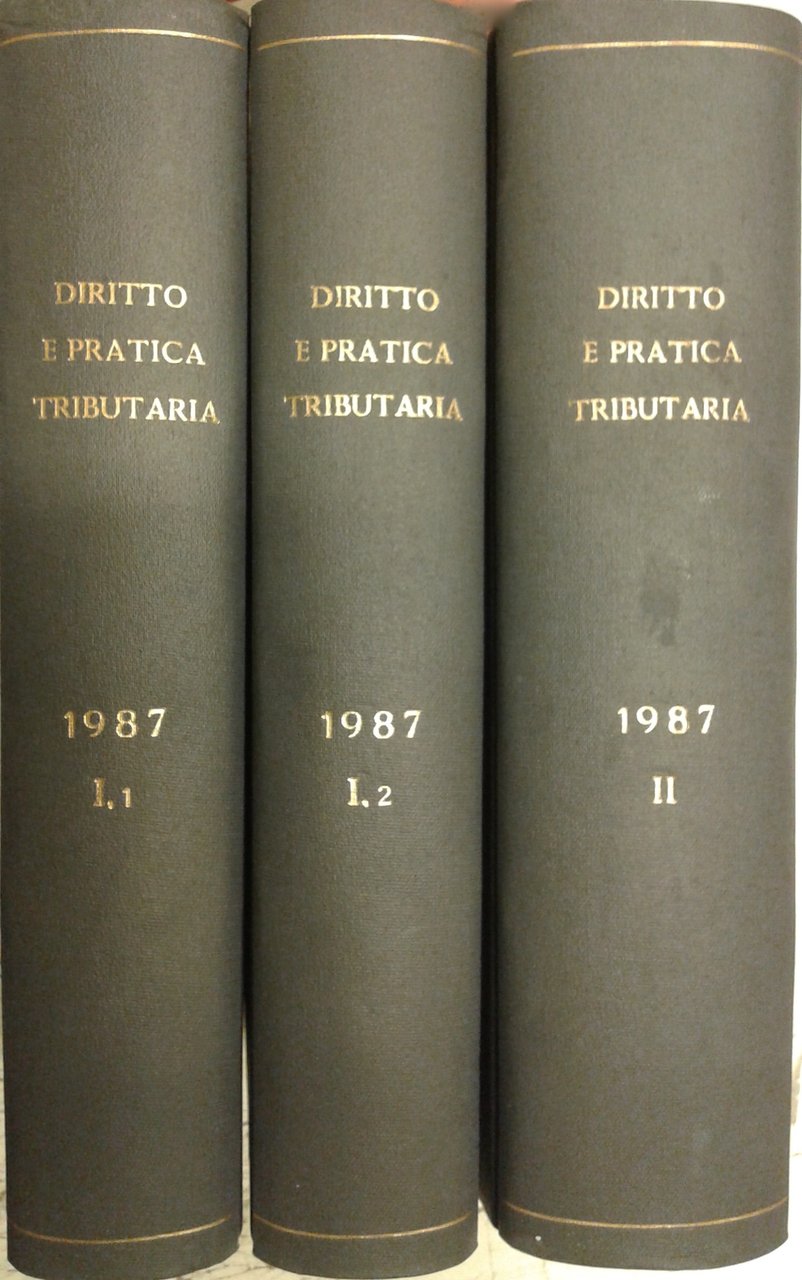 DIRITTO
E PRATICA
TRIBUTARIA
1987
I,1
DIRITTO
E PRATICA
TRIBUTARIA
1987
I,2
DIRITTO
E PRATICA
TRIBUTARIA
1987
II